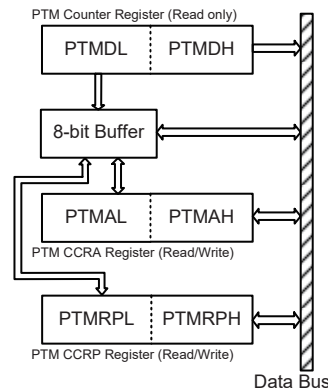 PTM Counter Register (Read only)
PTMDL PTMDH
8-bit Buffer
PTMAL PTMAH
PTM CCRA Register (Read/Write)
PTMRPL PTMRPH
PTM CCRP Register (Read/Write)
Data Bus